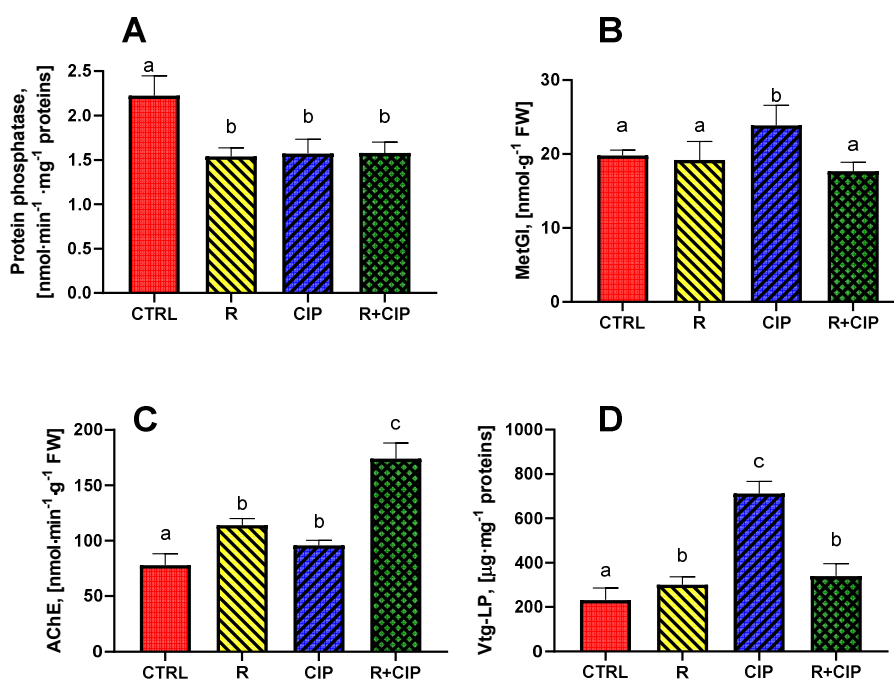 A
Protein phosphatase,
[nmol·min⁻¹ ·mg⁻¹ proteins]
2.5
2.0
1.5
1.0
0.5
0.0
a
b
b
b
CTRL
R
CIP
R+CIP
B
MetGl, [nmol·g⁻¹ FW]
30
20
10
0
a
a
b
a
CTRL
R
CIP
R+CIP
C
AChE, [nmol·min⁻¹·g⁻¹ FW]
200
150
100
50
0
a
b
b
c
CTRL
R
CIP
R+CIP
D
Vtg-LP, [µg·mg⁻¹ proteins]
1000
800
600
400
200
0
a
b
c
b
CTRL
R
CIP
R+CIP